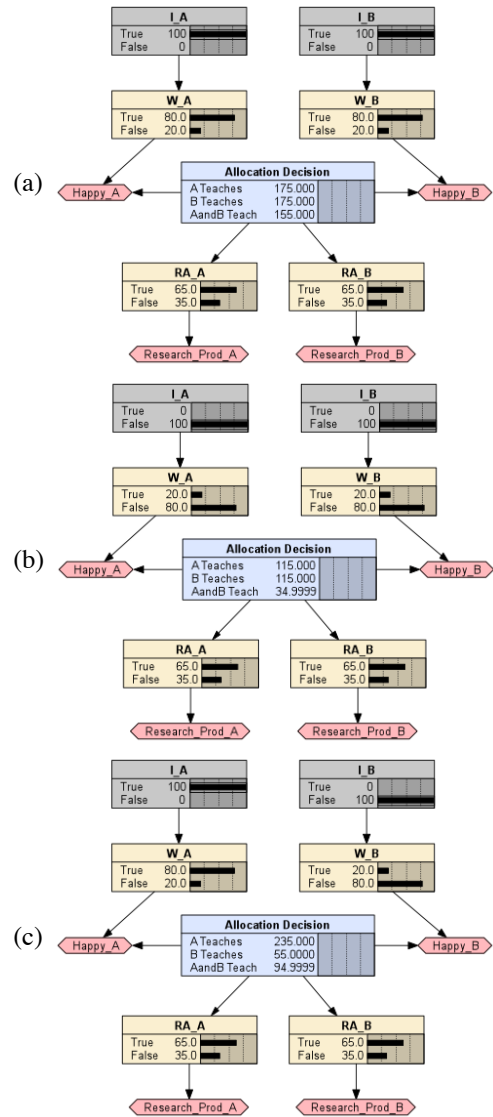 I_A
True 100
False 0
I_B
True 100
False 0
W_A
True 80.0
False 20.0
W_B
True 80.0
False 20.0
(a)
Happy_A
Allocation Decision
A Teaches 175.000
B Teaches 175.000
AandB Teach 155.000
Happy_B
RA_A
True 65.0
False 35.0
RA_B
True 65.0
False 35.0
Research_Prod_A
Research_Prod_B
I_A
True 0
False 100
I_B
True 0
False 100
W_A
True 20.0
False 80.0
W_B
True 20.0
False 80.0
(b)
Happy_A
Allocation Decision
A Teaches 115.000
B Teaches 115.000
AandB Teach 34.9999
Happy_B
RA_A
True 65.0
False 35.0
RA_B
True 65.0
False 35.0
Research_Prod_A
Research_Prod_B
I_A
True 100
False 0
I_B
True 0
False 100
W_A
True 80.0
False 20.0
W_B
True 20.0
False 80.0
(c)
Happy_A
Allocation Decision
A Teaches 235.000
B Teaches 55.0000
AandB Teach 94.9999
Happy_B
RA_A
True 65.0
False 35.0
RA_B
True 65.0
False 35.0
Research_Prod_A
Research_Prod_B